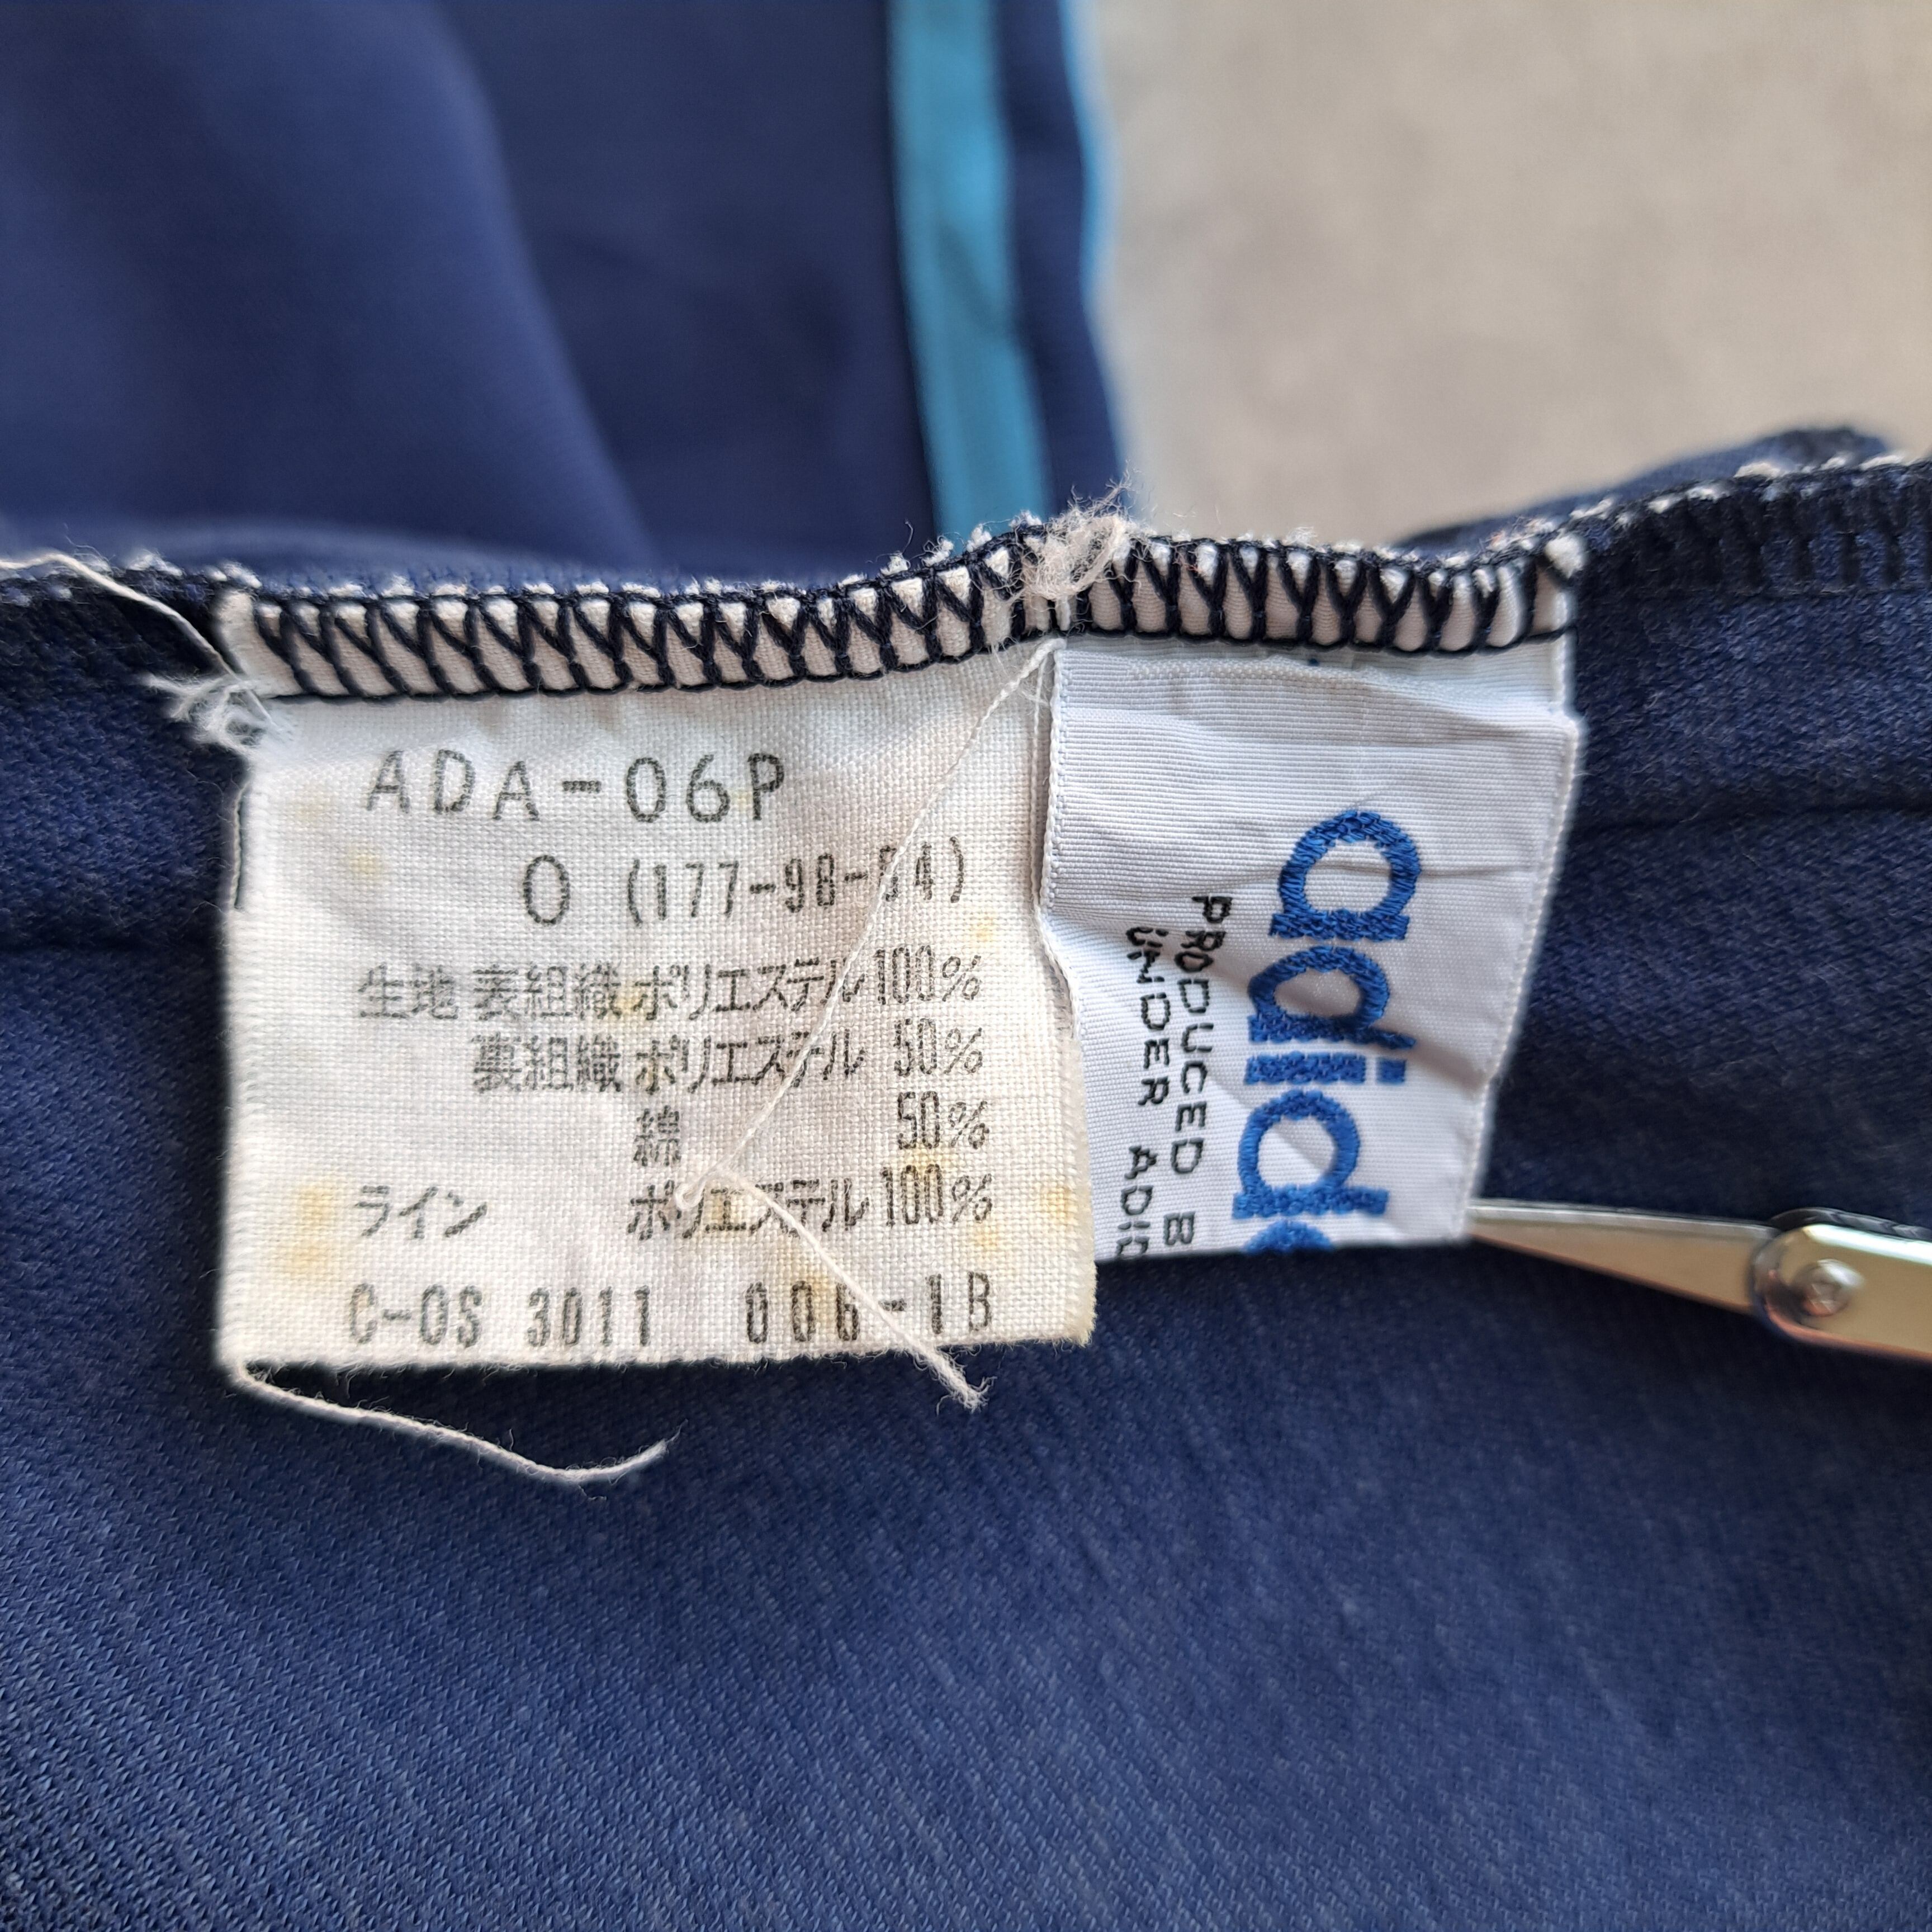 ADA-06P
O (177-98-54)
生地 表組織 ポリエステル 100%
裏組織 ポリエステル 50%
綿 50%
ライン ポリエステル 100%
C-OS 3011 006-1B
adid
PRODUCED B
UNDER ADID